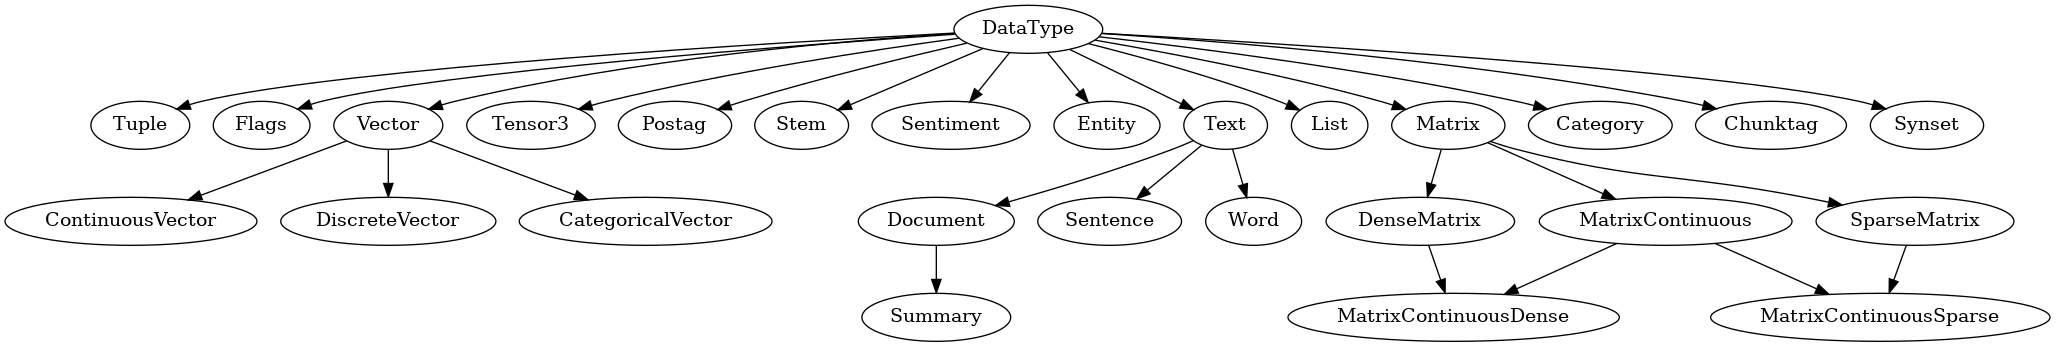 DataType
Tuple
Flags
Vector
Tensor3
Postag
Stem
Sentiment
Entity
Text
List
Matrix
Category
Chunktag
Synset
ContinuousVector
DiscreteVector
CategoricalVector
Document
Sentence
Word
DenseMatrix
MatrixContinuous
SparseMatrix
Summary
MatrixContinuousDense
MatrixContinuousSparse